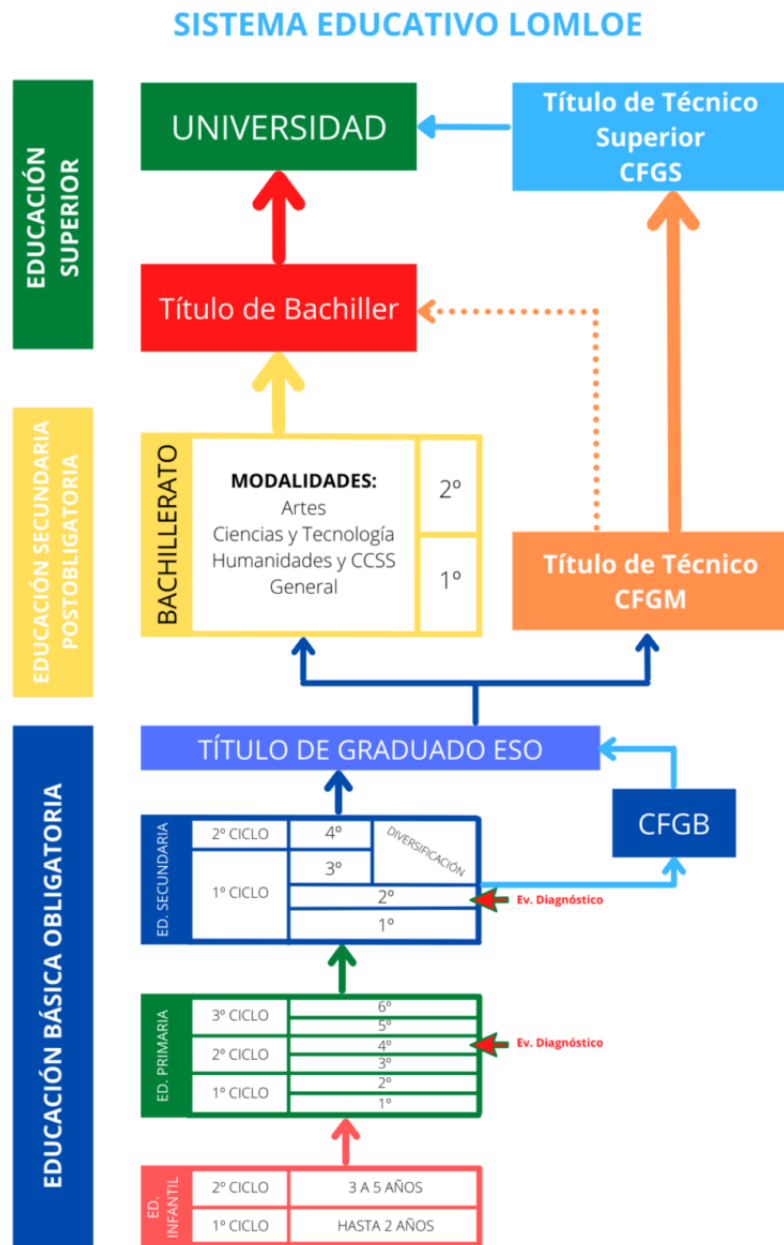 SISTEMA EDUCATIVO LOMLOE
EDUCACIÓN
SUPERIOR
UNIVERSIDAD
Título de Técnico
Superior
CFGS
Título de Bachiller
EDUCACIÓN SECUNDARIA
POSTOBLIGATORIA
BACHILLERATO
MODALIDADES:
Artes
Ciencias y Tecnología
Humanidades y CCSS
General
2º
1º
Título de Técnico
CFGM
EDUCACIÓN BÁSICA OBLIGATORIA
TÍTULO DE GRADUADO ESO
CFGB
ED. SECUNDARIA
2º CICLO
4º
DIVERSIFICACIÓN
3º
1º CICLO
2º
Ev. Diagnóstico
1º
ED. PRIMARIA
3º CICLO
6º
5º
2º CICLO
4º
Ev. Diagnóstico
3º
1º CICLO
2º
1º
ED.
INFANTIL
2º CICLO
3 A 5 AÑOS
1º CICLO
HASTA 2 AÑOS